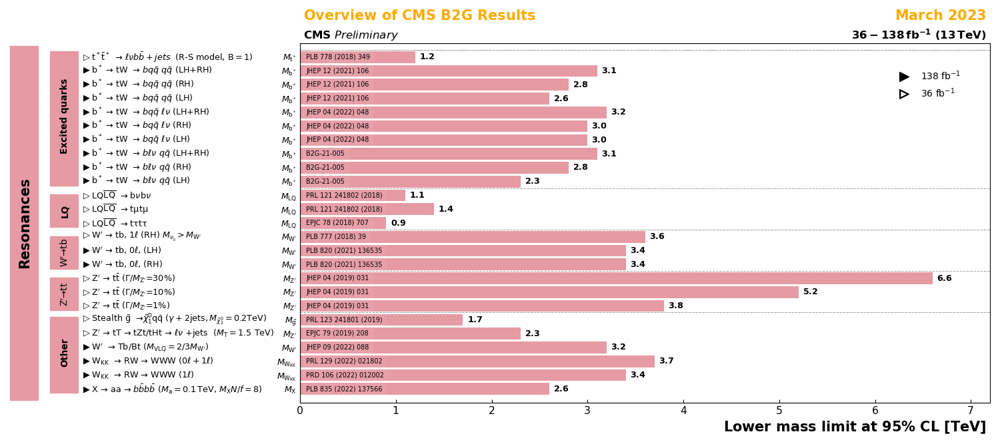 Overview of CMS B2G Results March 2023
CMS Preliminary 36 − 138 fb⁻¹ (13 TeV)
Resonances
Excited quarks
▷ t* t̄* → ℓνbb̄ + jets (R-S model, B = 1) M_t* PLB 778 (2018) 349 1.2
▶ b* → tW → bqq̄ qq̄ (LH+RH) M_b* JHEP 12 (2021) 106 3.1
▶ b* → tW → bqq̄ qq̄ (RH) M_b* JHEP 12 (2021) 106 2.8
▶ b* → tW → bqq̄ qq̄ (LH) M_b* JHEP 12 (2021) 106 2.6
▶ b* → tW → bqq̄ ℓν (LH+RH) M_b* JHEP 04 (2022) 048 3.2
▶ b* → tW → bqq̄ ℓν (RH) M_b* JHEP 04 (2022) 048 3.0
▶ b* → tW → bqq̄ ℓν (LH) M_b* JHEP 04 (2022) 048 3.0
▶ b* → tW → bℓν qq̄ (LH+RH) M_b* B2G-21-005 3.1
▶ b* → tW → bℓν qq̄ (RH) M_b* B2G-21-005 2.8
▶ b* → tW → bℓν qq̄ (LH) M_b* B2G-21-005 2.3
▶ 138 fb⁻¹
▷ 36 fb⁻¹
LQ
▷ LQL̅Q̅ → bνbν M_LQ PRL 121 241802 (2018) 1.1
▷ LQL̅Q̅ → tμtμ M_LQ PRL 121 241802 (2018) 1.4
▷ LQL̅Q̅ → tτtτ M_LQ EPJC 78 (2018) 707 0.9
W′→tb
▷ W′ → tb, 1ℓ (RH) M_ν_R > M_W′ M_W′ PLB 777 (2018) 39 3.6
▶ W′ → tb, 0ℓ, (LH) M_W′ PLB 820 (2021) 136535 3.4
▶ W′ → tb, 0ℓ, (RH) M_W′ PLB 820 (2021) 136535 3.4
Z′→tt
▷ Z′ → tt̄ (Γ/M_Z′=30%) M_Z′ JHEP 04 (2019) 031 6.6
▷ Z′ → tt̄ (Γ/M_Z′=10%) M_Z′ JHEP 04 (2019) 031 5.2
▷ Z′ → tt̄ (Γ/M_Z′=1%) M_Z′ JHEP 04 (2019) 031 3.8
Other
▷ Stealth g̃ →χ̃₁⁰qq̄ (γ + 2jets, M_χ̃₁⁰ = 0.2TeV) M_g̃ PRL 123 241801 (2019) 1.7
▷ Z′ → tT → tZt/tHt → ℓν +jets (M_T = 1.5 TeV) M_Z′ EPJC 79 (2019) 208 2.3
▶ W′ → Tb/Bt (M_VLQ = 2/3M_W′) M_W′ JHEP 09 (2022) 088 3.2
▶ W_KK → RW → WWW (0ℓ + 1ℓ) M_W_KK PRL 129 (2022) 021802 3.7
▶ W_KK → RW → WWW (1ℓ) M_W_KK PRD 106 (2022) 012002 3.4
▶ X → aa → bb̄bb̄ (M_a = 0.1 TeV, M_X N/f = 8) M_X PLB 835 (2022) 137566 2.6
0 1 2 3 4 5 6 7
Lower mass limit at 95% CL [TeV]